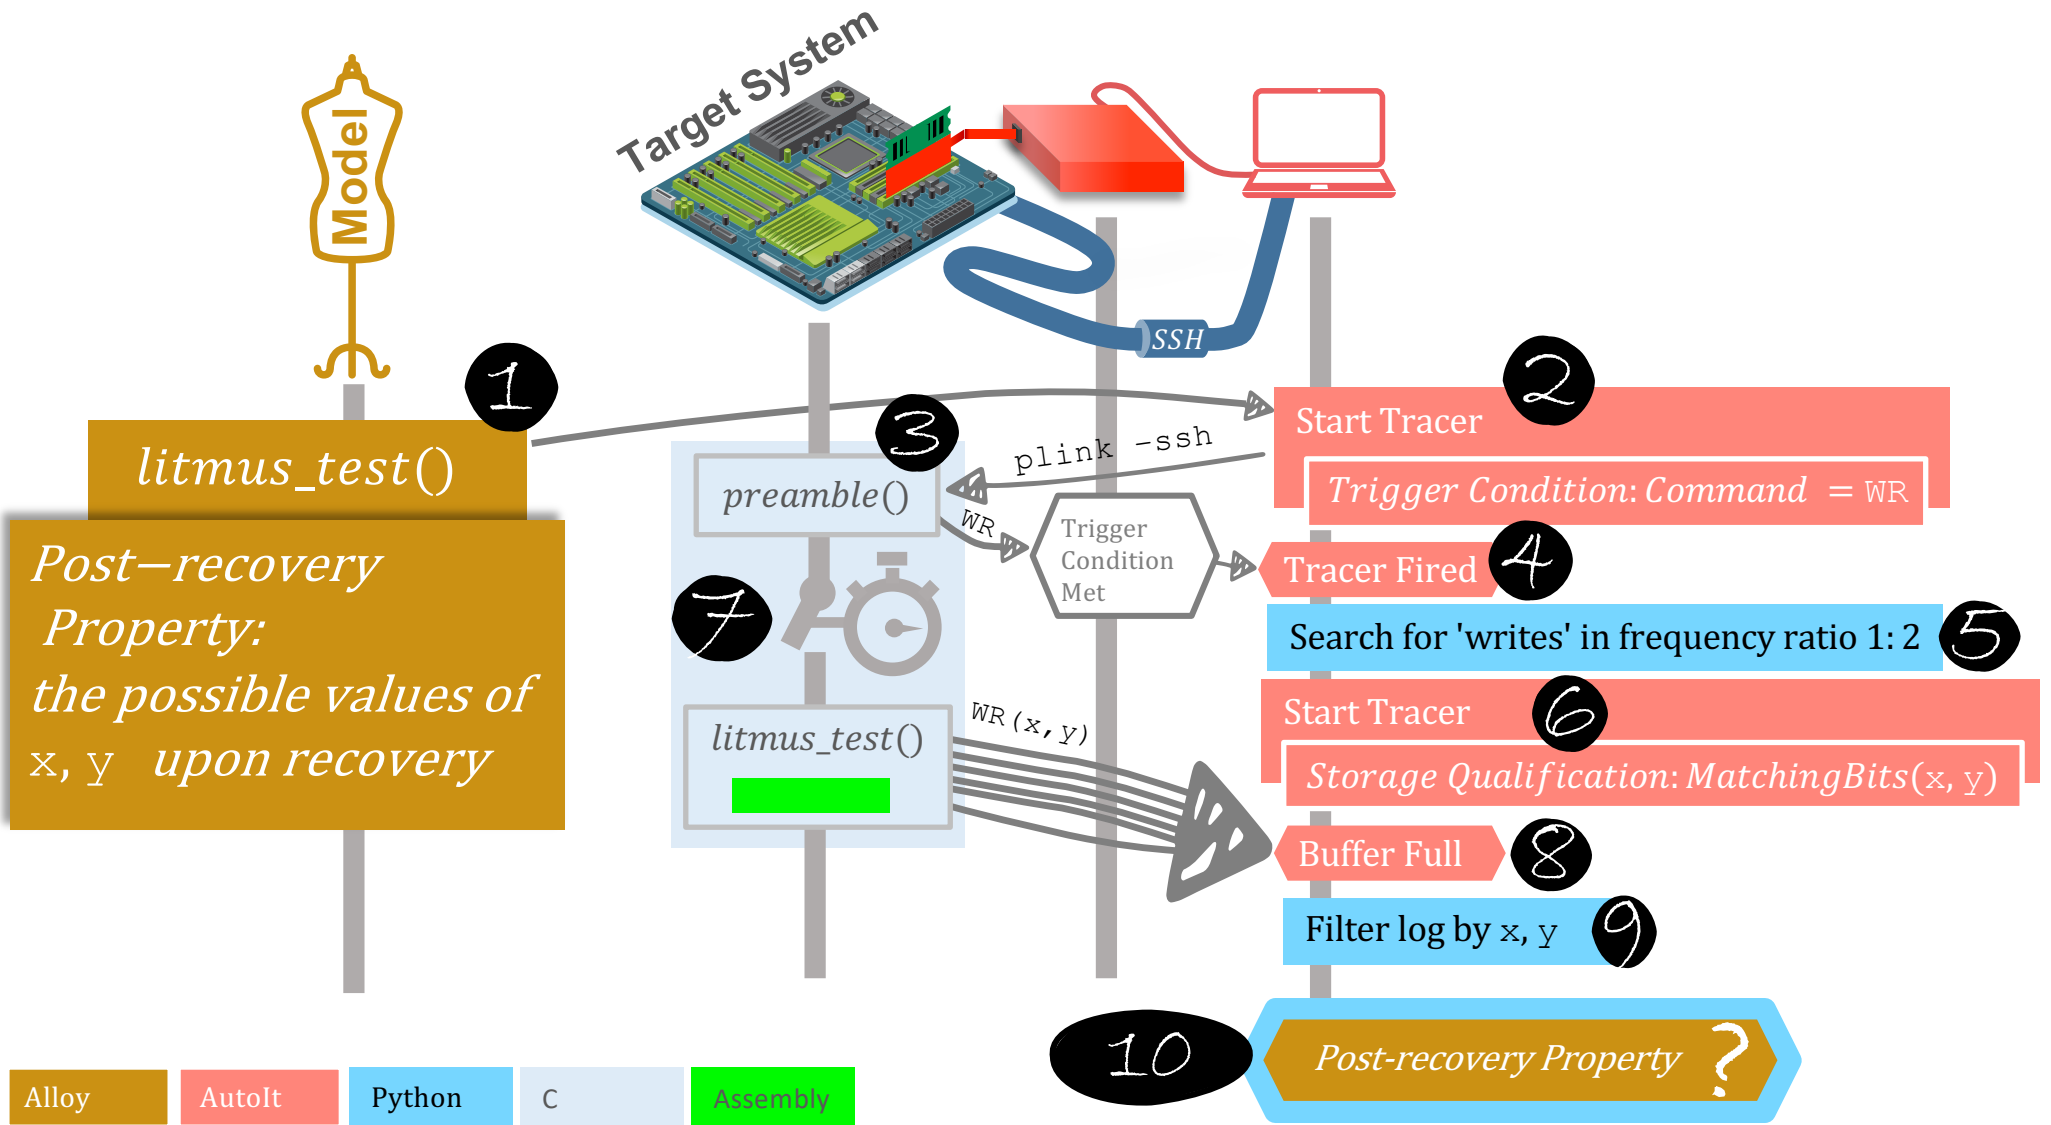 Target System
Model
SSH
1
litmus_test()
Post−recovery
Property:
the possible values of
x, y upon recovery
2
Start Tracer
Trigger Condition: Command = WR
plink -ssh
3
preamble()
WR
Trigger
Condition
Met
4
Tracer Fired
5
Search for 'writes' in frequency ratio 1: 2
6
Start Tracer
Storage Qualification: MatchingBits(x, y)
7
litmus_test()
WR(x,y)
8
Buffer Full
9
Filter log by x, y
10
Post-recovery Property ?
Alloy
AutoIt
Python
C
Assembly